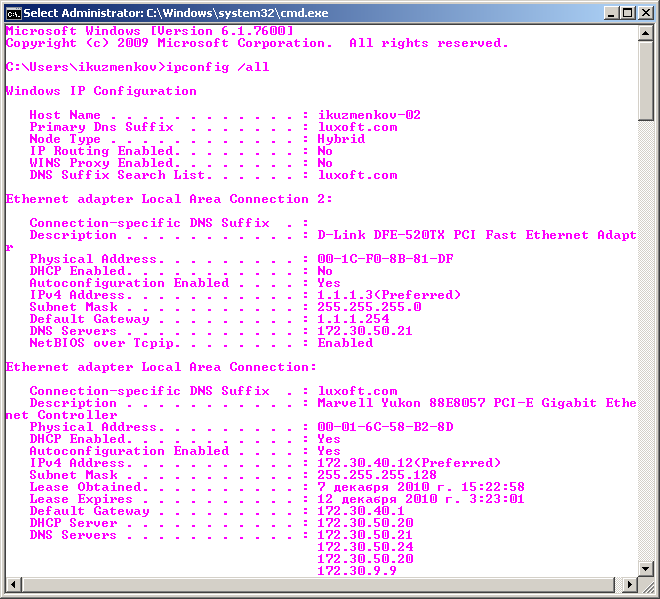 Select Administrator: C:\Windows\system32\cmd.exe
Microsoft Windows [Version 6.1.7600]
Copyright (c) 2009 Microsoft Corporation.  All rights reserved.
C:\Users\ikuzmenkov>ipconfig /all
Windows IP Configuration
   Host Name . . . . . . . . . . . . : ikuzmenkov-02
   Primary Dns Suffix  . . . . . . . : luxoft.com
   Node Type . . . . . . . . . . . . : Hybrid
   IP Routing Enabled. . . . . . . . : No
   WINS Proxy Enabled. . . . . . . . : No
   DNS Suffix Search List. . . . . . : luxoft.com
Ethernet adapter Local Area Connection 2:
   Connection-specific DNS Suffix  . :
   Description . . . . . . . . . . . : D-Link DFE-520TX PCI Fast Ethernet Adapt
r
   Physical Address. . . . . . . . . : 00-1C-F0-8B-81-DF
   DHCP Enabled. . . . . . . . . . . : No
   Autoconfiguration Enabled . . . . : Yes
   IPv4 Address. . . . . . . . . . . : 1.1.1.3(Preferred)
   Subnet Mask . . . . . . . . . . . : 255.255.255.0
   Default Gateway . . . . . . . . . : 1.1.1.254
   DNS Servers . . . . . . . . . . . : 172.30.50.21
   NetBIOS over Tcpip. . . . . . . . : Enabled
Ethernet adapter Local Area Connection:
   Connection-specific DNS Suffix  . : luxoft.com
   Description . . . . . . . . . . . : Marvell Yukon 88E8057 PCI-E Gigabit Ethe
net Controller
   Physical Address. . . . . . . . . : 00-01-6C-58-B2-8D
   DHCP Enabled. . . . . . . . . . . : Yes
   Autoconfiguration Enabled . . . . : Yes
   IPv4 Address. . . . . . . . . . . : 172.30.40.12(Preferred)
   Subnet Mask . . . . . . . . . . . : 255.255.255.128
   Lease Obtained. . . . . . . . . . : 7 декабря 2010 г. 15:22:58
   Lease Expires . . . . . . . . . . : 12 декабря 2010 г. 3:23:01
   Default Gateway . . . . . . . . . : 172.30.40.1
   DHCP Server . . . . . . . . . . . : 172.30.50.20
   DNS Servers . . . . . . . . . . . : 172.30.50.21
                                       172.30.50.24
                                       172.30.50.20
                                       172.30.9.9